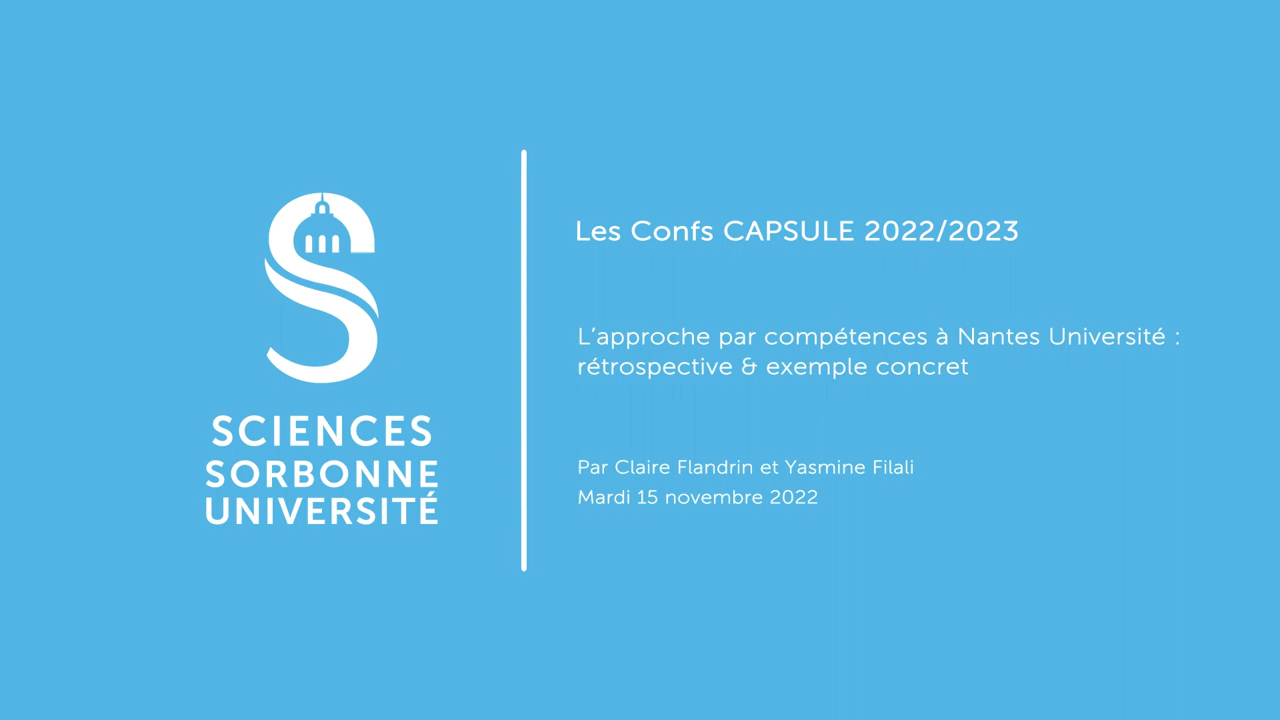 SCIENCES
SORBONNE
UNIVERSITÉ
Les Confs CAPSULE 2022/2023
L’approche par compétences à Nantes Université :
rétrospective & exemple concret
Par Claire Flandrin et Yasmine Filali
Mardi 15 novembre 2022